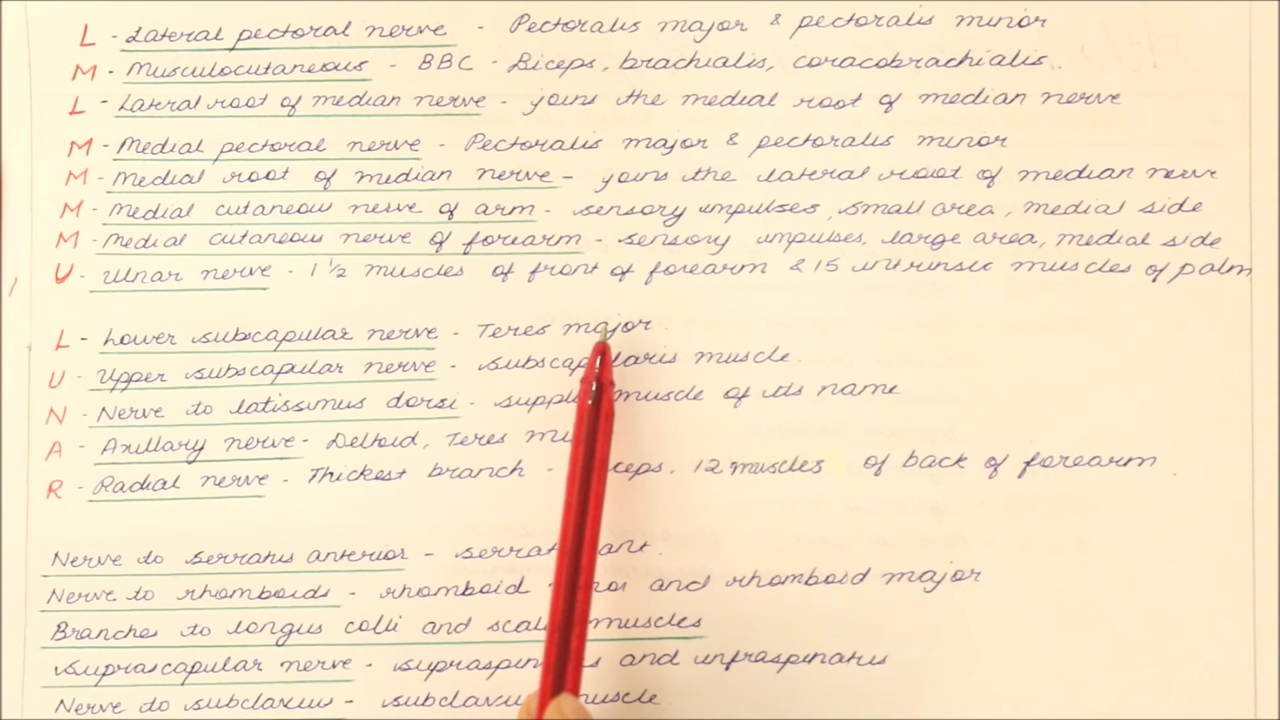 L - Lateral pectoral nerve - Pectoralis major & pectoralis minor
M - Musculocutaneous - BBC - Biceps, brachialis, coracobrachialis.
L - Lateral root of median nerve - joins the medial root of median nerve
M - Medial pectoral nerve - Pectoralis major & pectoralis minor
M - Medial root of median nerve - joins the lateral root of median nerve
M - Medial cutaneous nerve of arm - sensory impulses, small area, medial side
M - Medial cutaneous nerve of forearm - sensory impulses, large area, medial side
U - Ulnar nerve - 1 1/2 muscles of front of forearm & 15 intrinsic muscles of palm
L - Lower subscapular nerve - Teres major
U - Upper subscapular nerve - subscapularis muscle.
N - Nerve to latissimus dorsi - muscle of its name
A - Axillary nerve - Deltoid, Teres
R - Radial nerve - Thickest branch - 12 muscles of back of forearm.
Nerve to serratus anterior - ant.
Nerve to rhomboids - rhomboid and rhomboid major
Branches to longus colli and muscles
Suprascapular nerve - and infraspinatus
Nerve to subclavius -